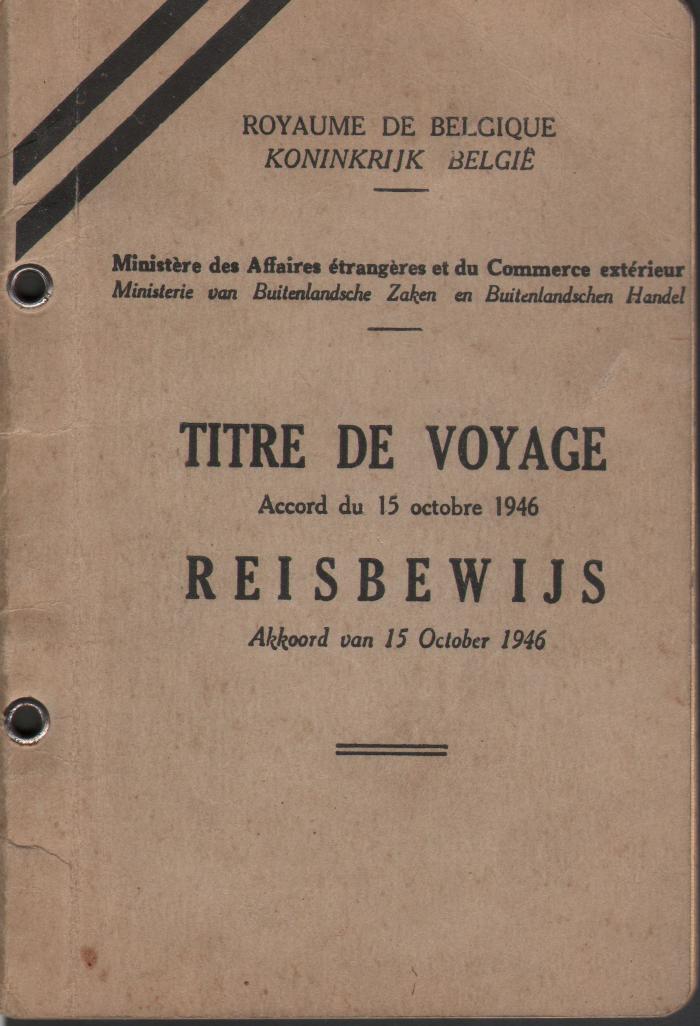 ROYAUME DE BELGIQUE
KONINKRIJK BELGIË
Ministère des Affaires étrangères et du Commerce extérieur
Ministerie van Buitenlandsche Zaken en Buitenlandschen Handel
TITRE DE VOYAGE
Accord du 15 octobre 1946
REISBEWIJS
Akkoord van 15 October 1946